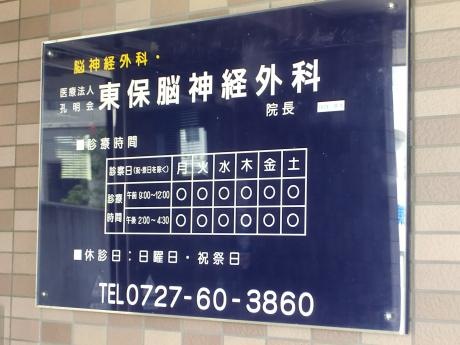 脳神経外科・
医療法人
孔明会
東保脳神経外科
院長
■診療時間
診察日(祝・祭日を除く) 月 火 水 木 金 土
診療 午前 9:00〜12:00 ○ ○ ○ ○ ○ ○
時間 午後 2:00〜4:30 ○ ○ ○ ○ ○ ○
■休診日：日曜日・祝祭日
TEL0727-60-3860